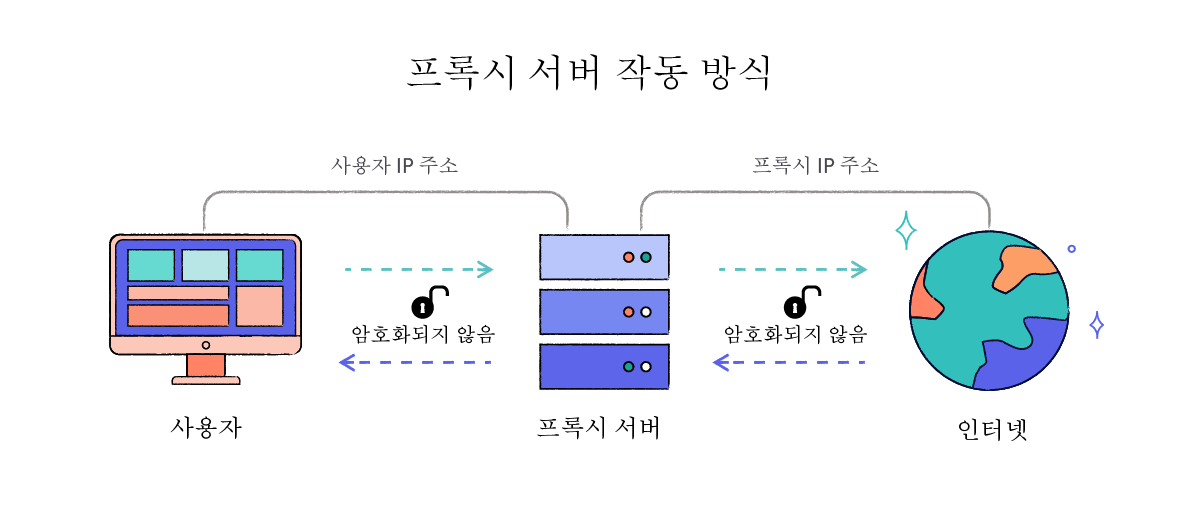 프록시 서버 작동 방식
사용자 IP 주소
프록시 IP 주소
암호화되지 않음
암호화되지 않음
사용자
프록시 서버
인터넷